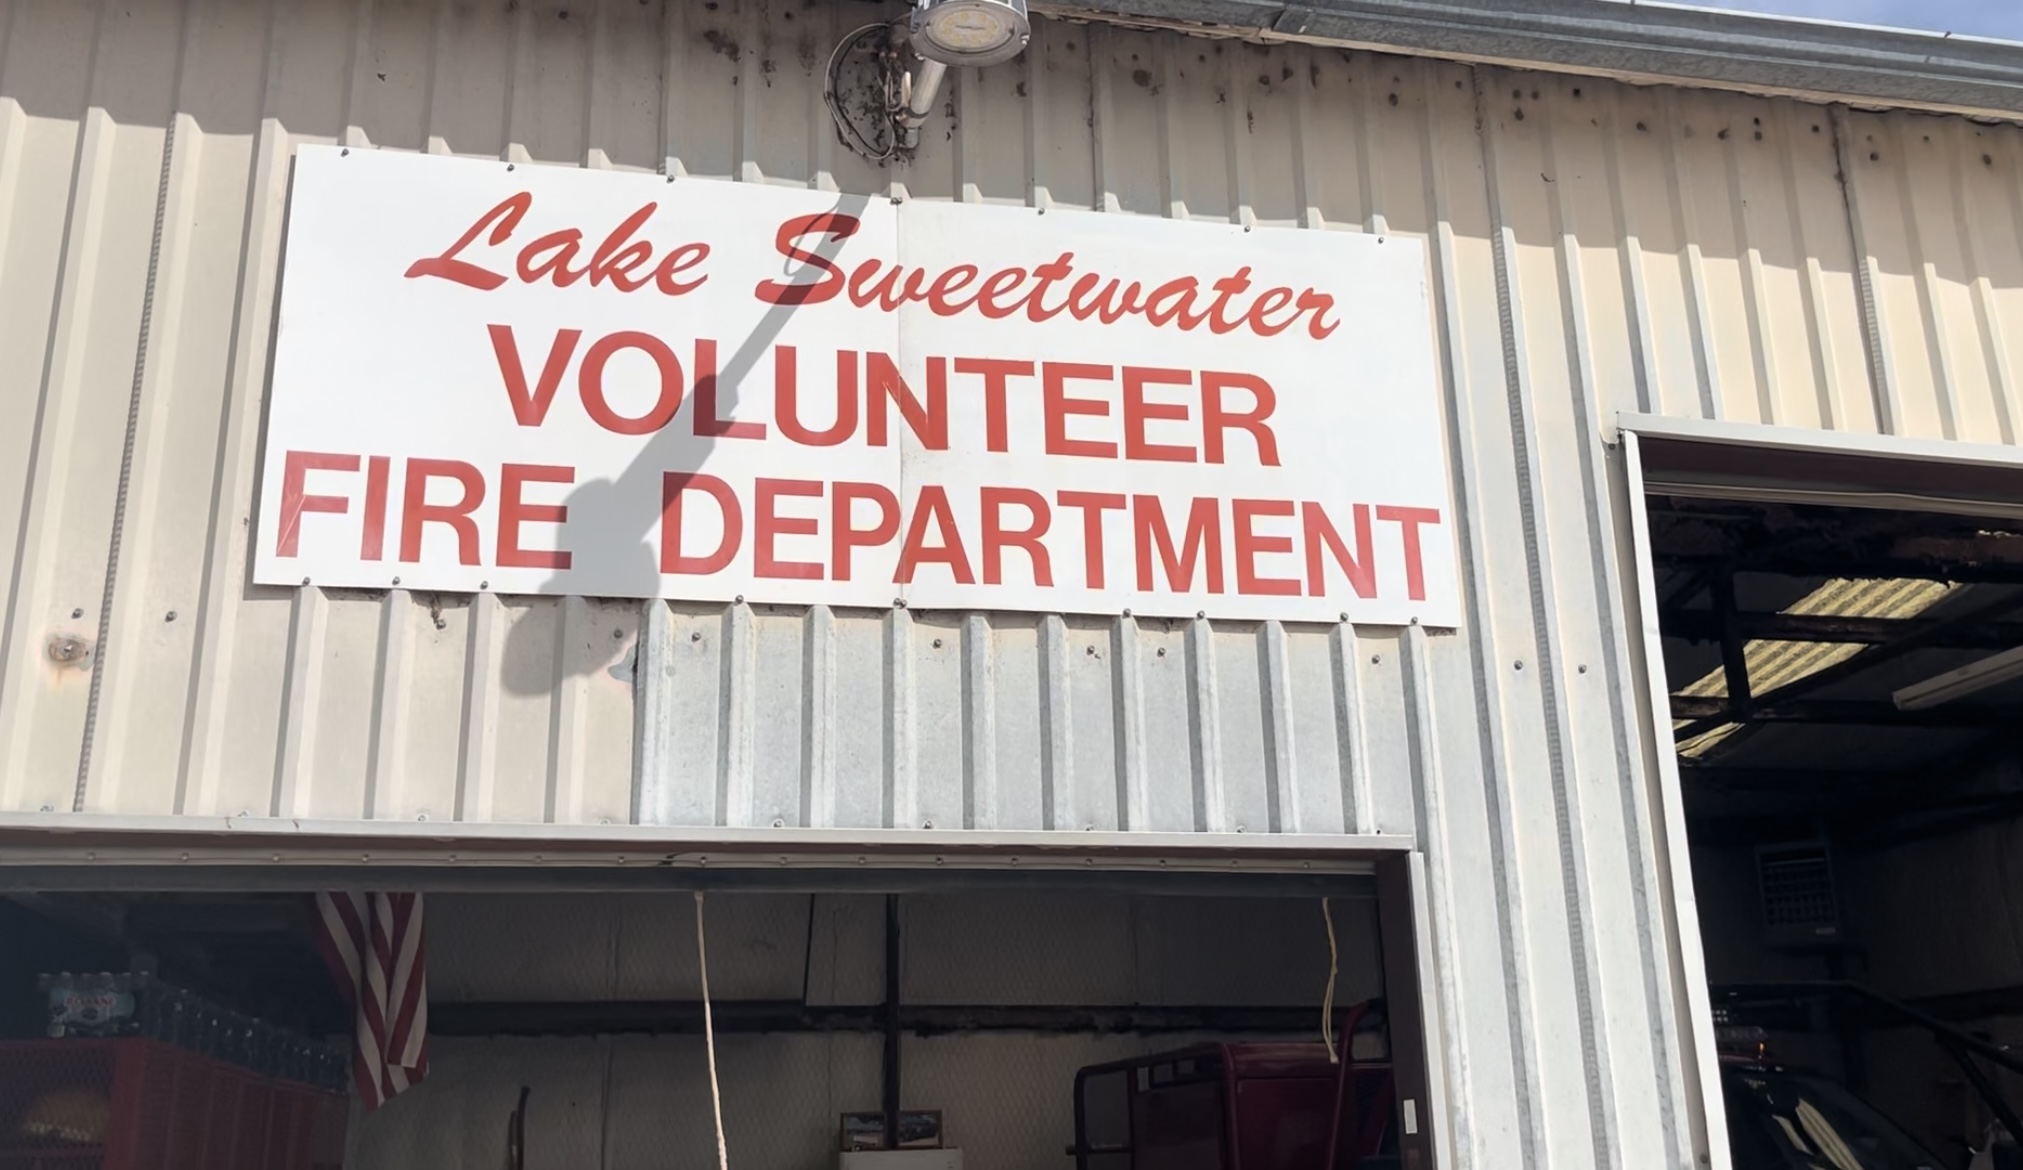 Lake Sweetwater
VOLUNTEER
FIRE DEPARTMENT